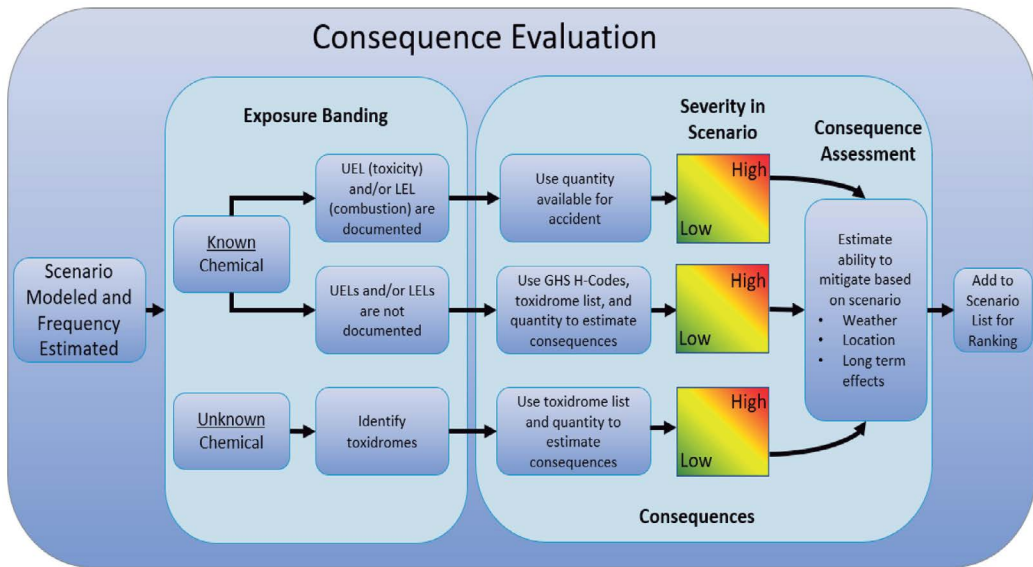 Consequence Evaluation
Exposure Banding
Severity in
Scenario
Consequence
Assessment
Scenario
Modeled and
Frequency
Estimated
Known
Chemical
UEL (toxicity)
and/or LEL
(combustion) are
documented
Use quantity
available for
accident
High
Low
UELs and/or LELs
are not
documented
Use GHS H-Codes,
toxidrome list, and
quantity to estimate
consequences
High
Low
Unknown
Chemical
Identify
toxidromes
Use toxidrome list
and quantity to
estimate
consequences
High
Low
Estimate
ability to
mitigate based
on scenario
• Weather
• Location
• Long term
effects
Add to
Scenario
List for
Ranking
Consequences